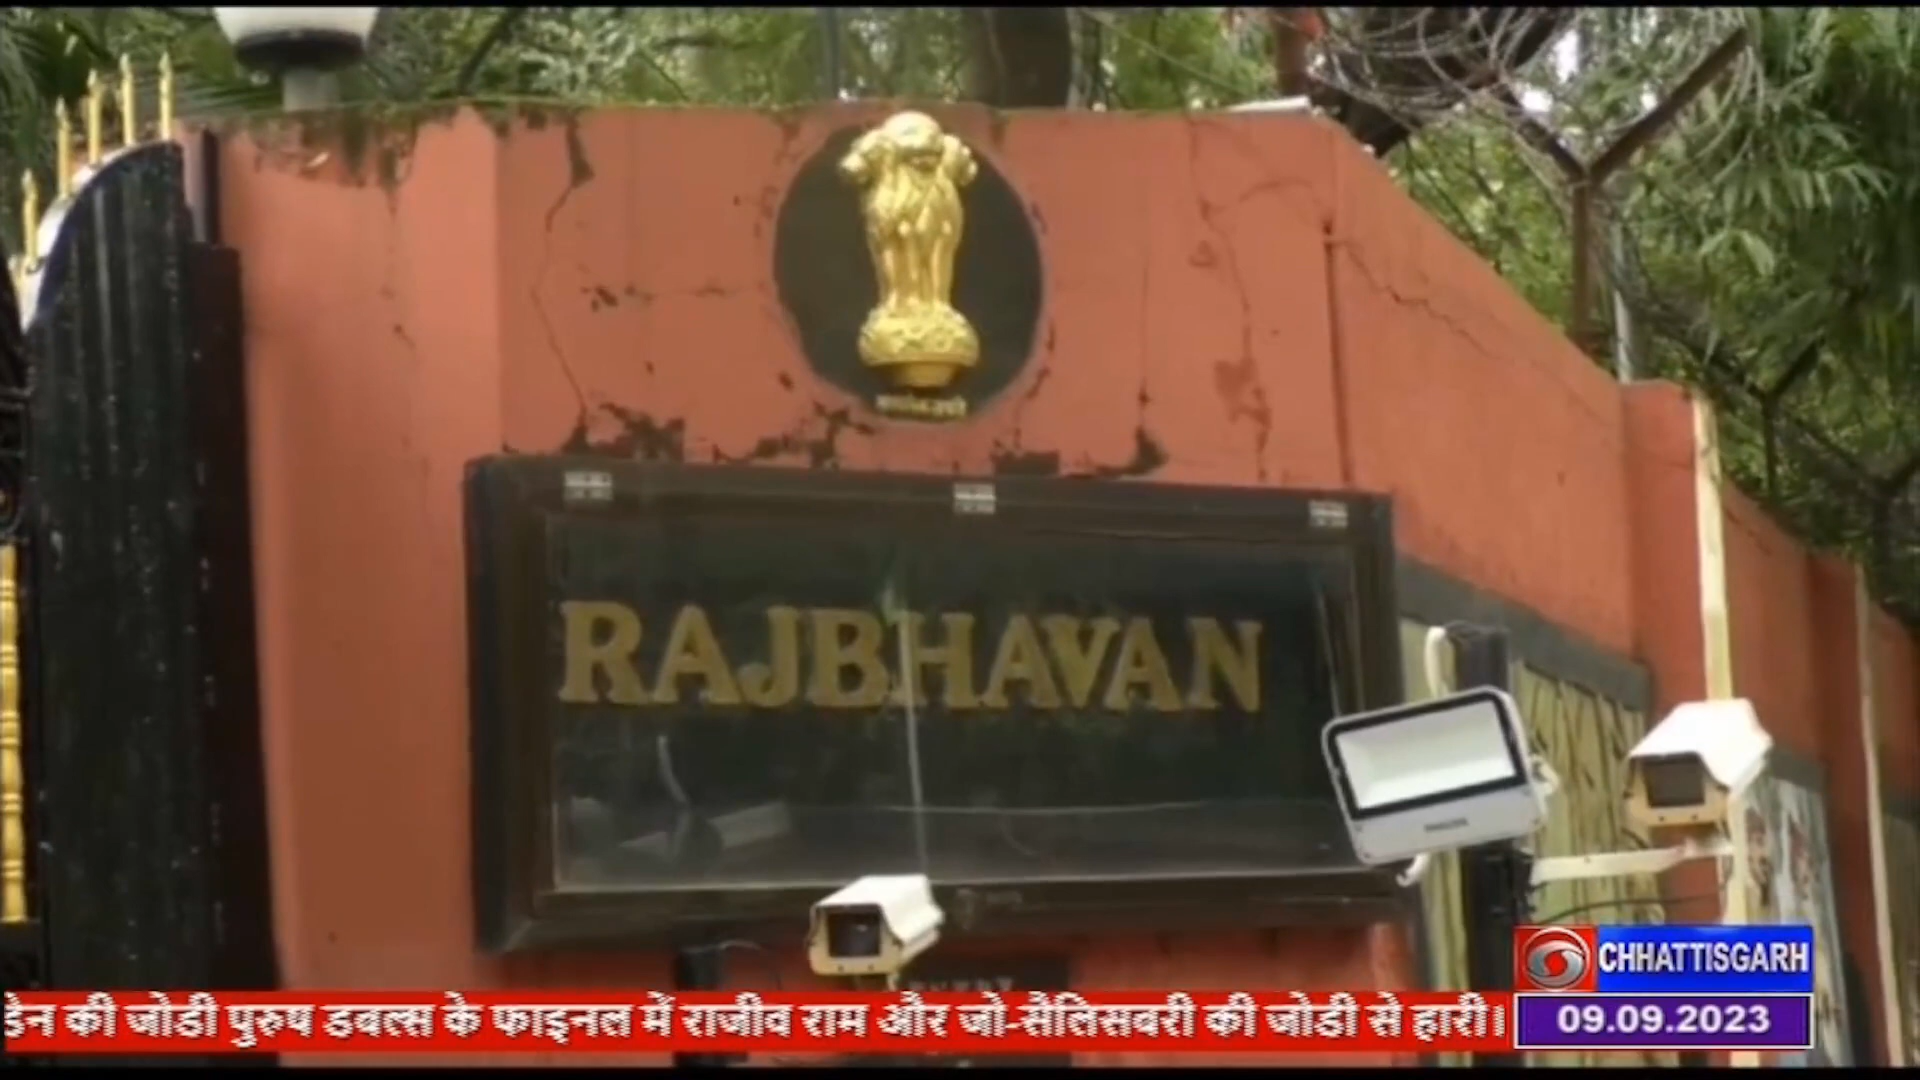 RAJBHAVAN
CHHATTISGARH
डेन की जोडी पुरुष डबल्स के फाइनल में राजीव राम और जो-सैलिसबरी की जोडी से हारी।
09.09.2023